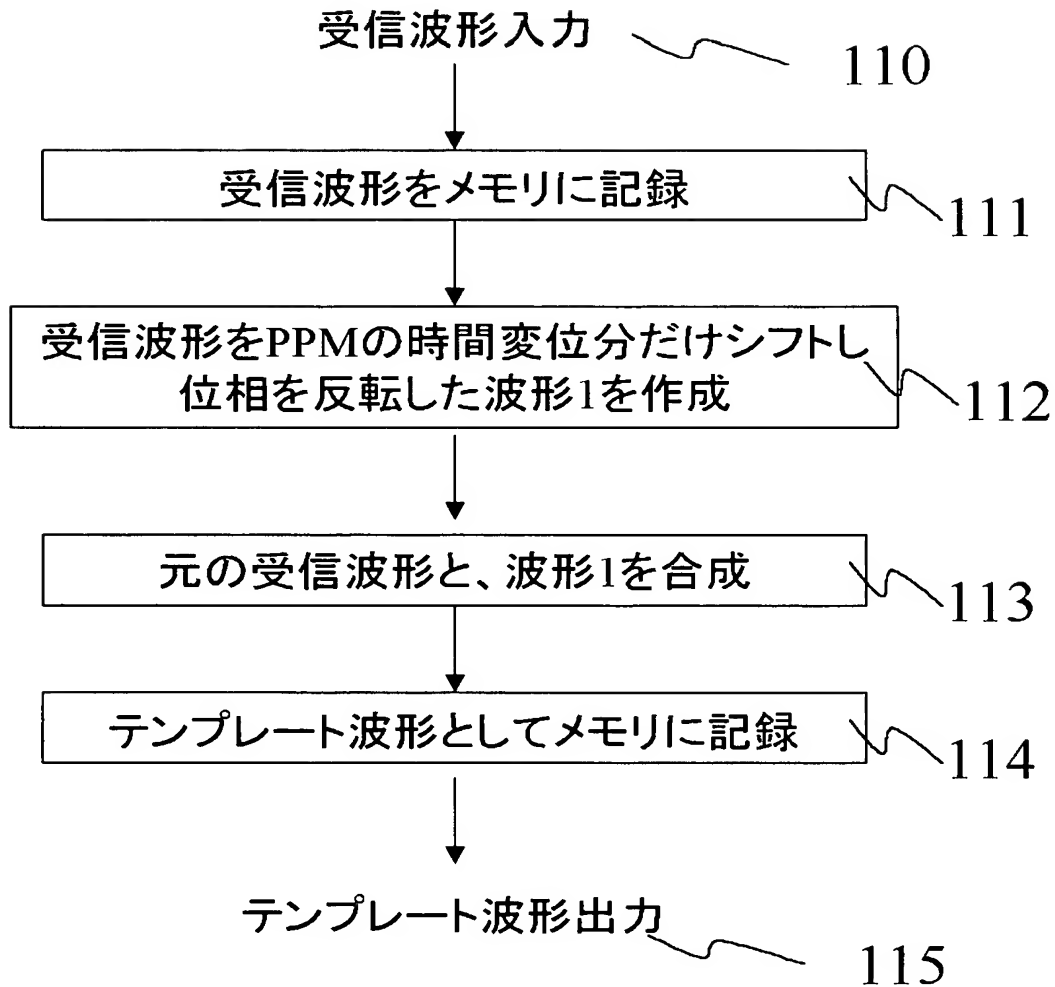 受信波形入力
110
受信波形をメモリに記録
111
受信波形をPPMの時間変位分だけシフトし
位相を反転した波形1を作成
112
元の受信波形と、波形1を合成
113
テンプレート波形としてメモリに記録
114
テンプレート波形出力
115